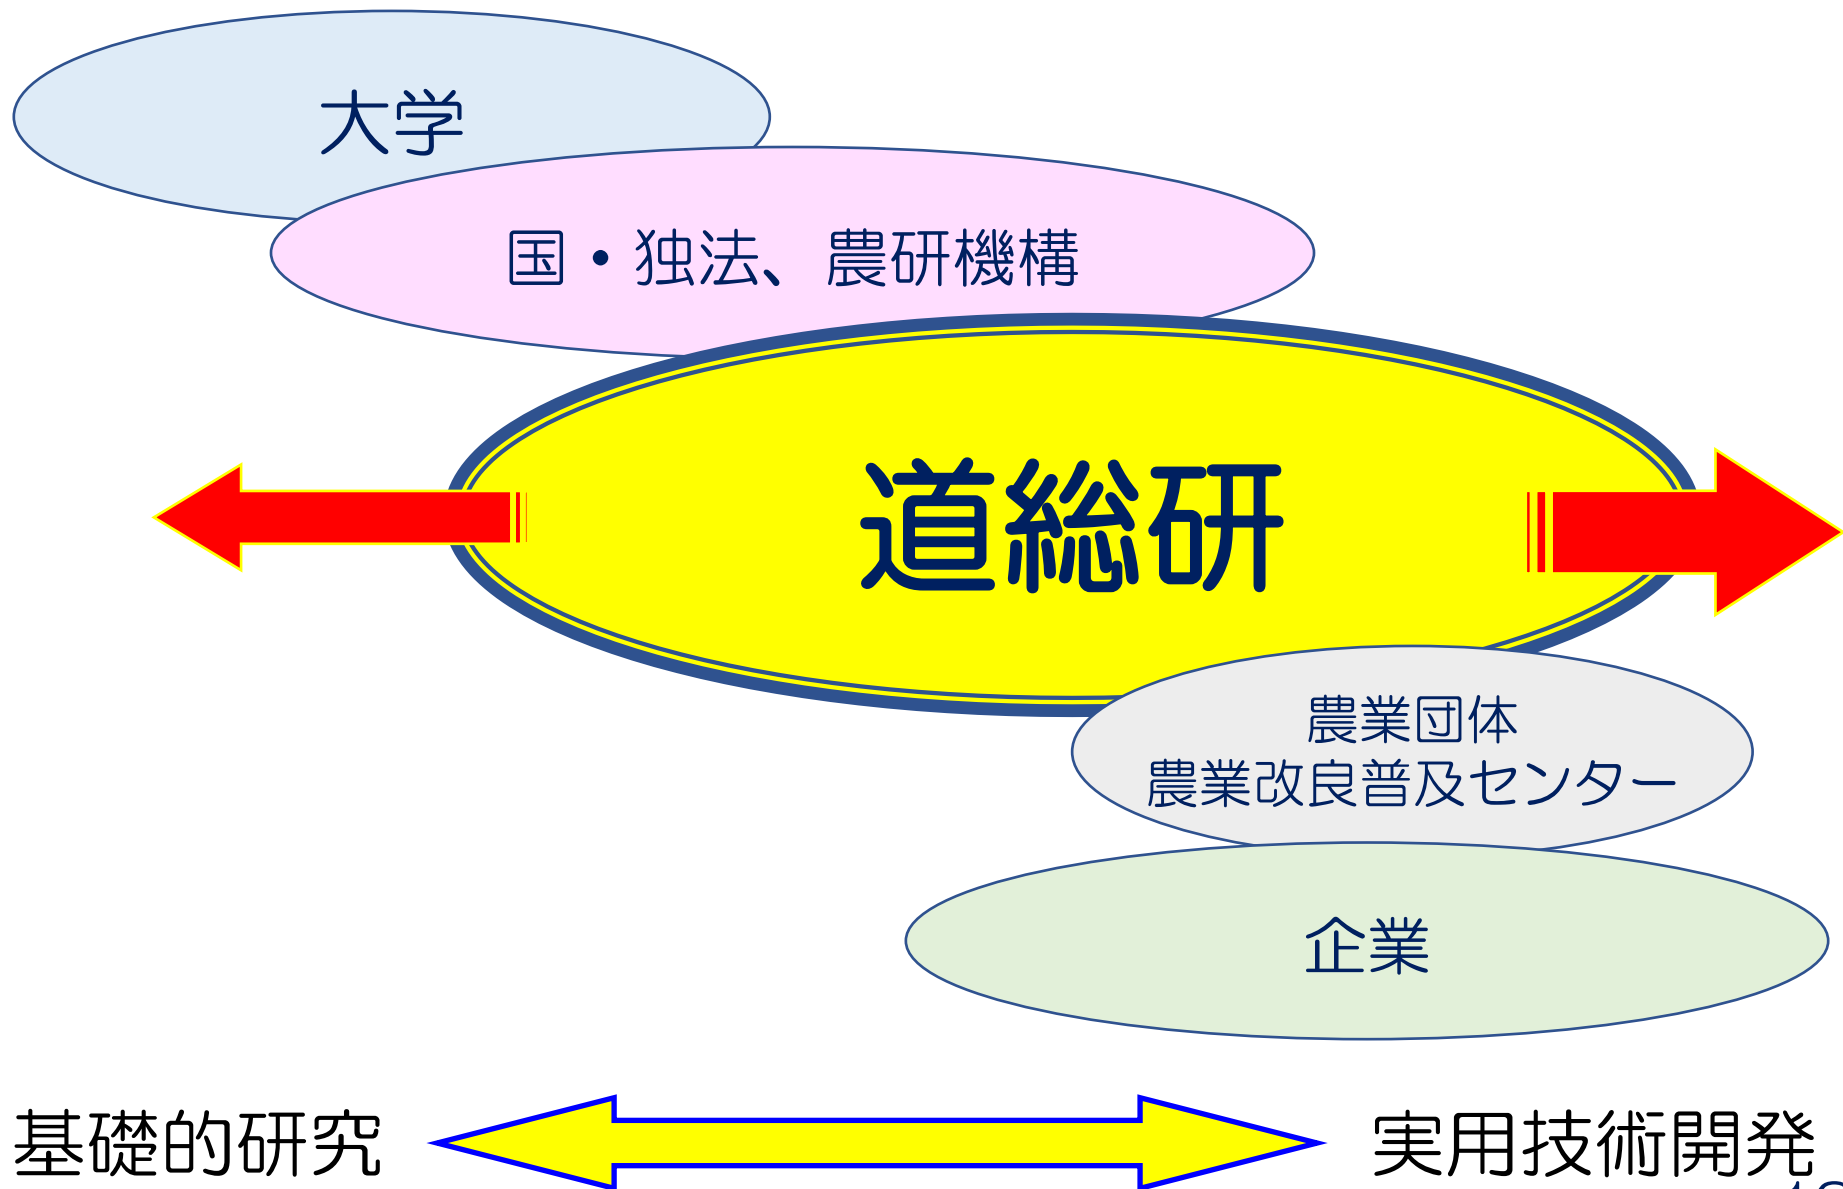 大学
国・独法、農研機構
道総研
農業団体
農業改良普及センター
企業
基礎的研究
実用技術開発